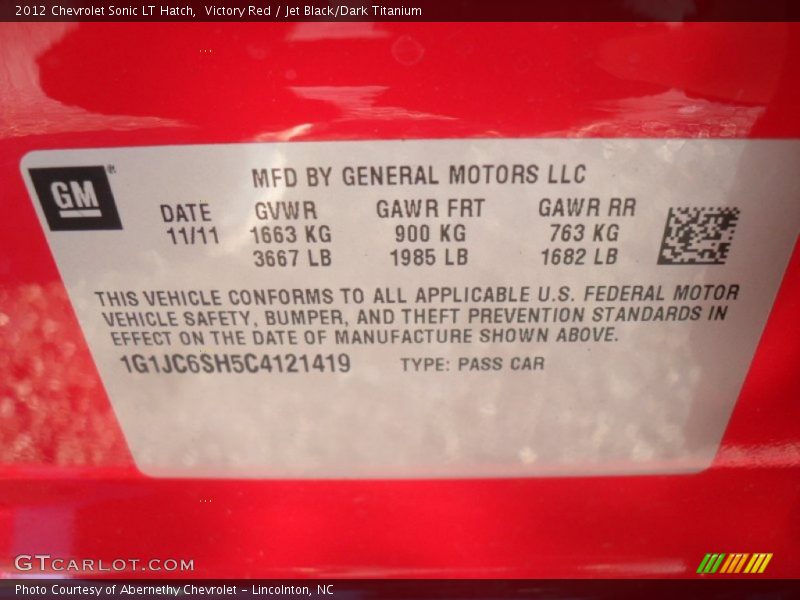 2012 Chevrolet Sonic LT Hatch,  Victory Red / Jet Black/Dark Titanium
GM
MFD BY GENERAL MOTORS LLC
DATE GVWR GAWR FRT GAWR RR
11/11 1663 KG 900 KG 763 KG
3667 LB 1985 LB 1682 LB
THIS VEHICLE CONFORMS TO ALL APPLICABLE U.S. FEDERAL MOTOR
VEHICLE SAFETY, BUMPER, AND THEFT PREVENTION STANDARDS IN
EFFECT ON THE DATE OF MANUFACTURE SHOWN ABOVE.
1G1JC6SH5C4121419 TYPE: PASS CAR
GTCARLOT.COM
Photo Courtesy of Abernethy Chevrolet - Lincolnton, NC